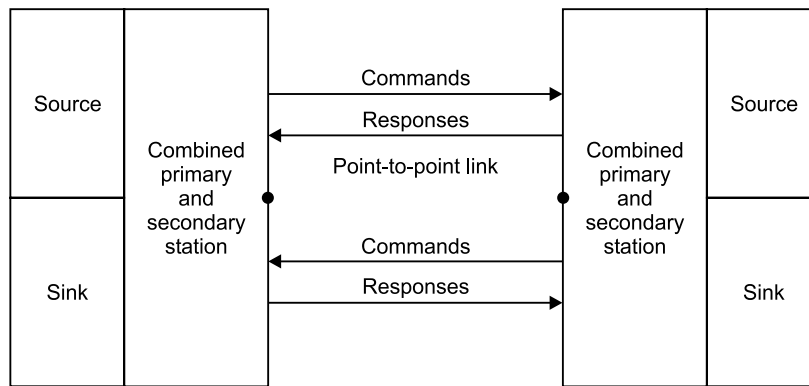 Source
Sink
Combined
primary
and
secondary
station
Commands
Responses
Point-to-point link
Commands
Responses
Combined
primary
and
secondary
station
Source
Sink